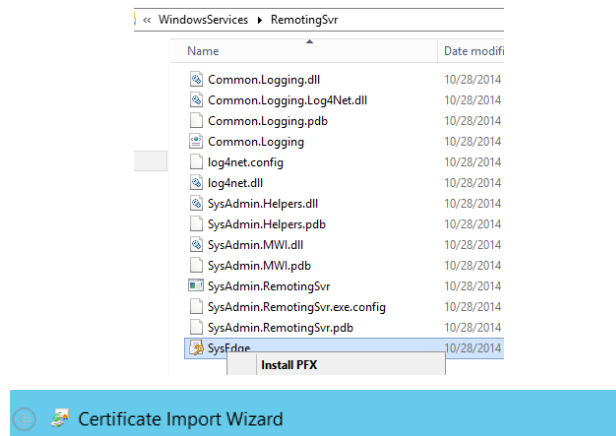 « WindowsServices ▸ RemotingSvr
Name Date modifi
Common.Logging.dll 10/28/2014
Common.Logging.Log4Net.dll 10/28/2014
Common.Logging.pdb 10/28/2014
Common.Logging 10/28/2014
log4net.config 10/28/2014
log4net.dll 10/28/2014
SysAdmin.Helpers.dll 10/28/2014
SysAdmin.Helpers.pdb 10/28/2014
SysAdmin.MWI.dll 10/28/2014
SysAdmin.MWI.pdb 10/28/2014
SysAdmin.RemotingSvr 10/28/2014
SysAdmin.RemotingSvr.exe.config 10/28/2014
SysAdmin.RemotingSvr.pdb 10/28/2014
SysEdge 10/28/2014
Install PFX
Certificate Import Wizard